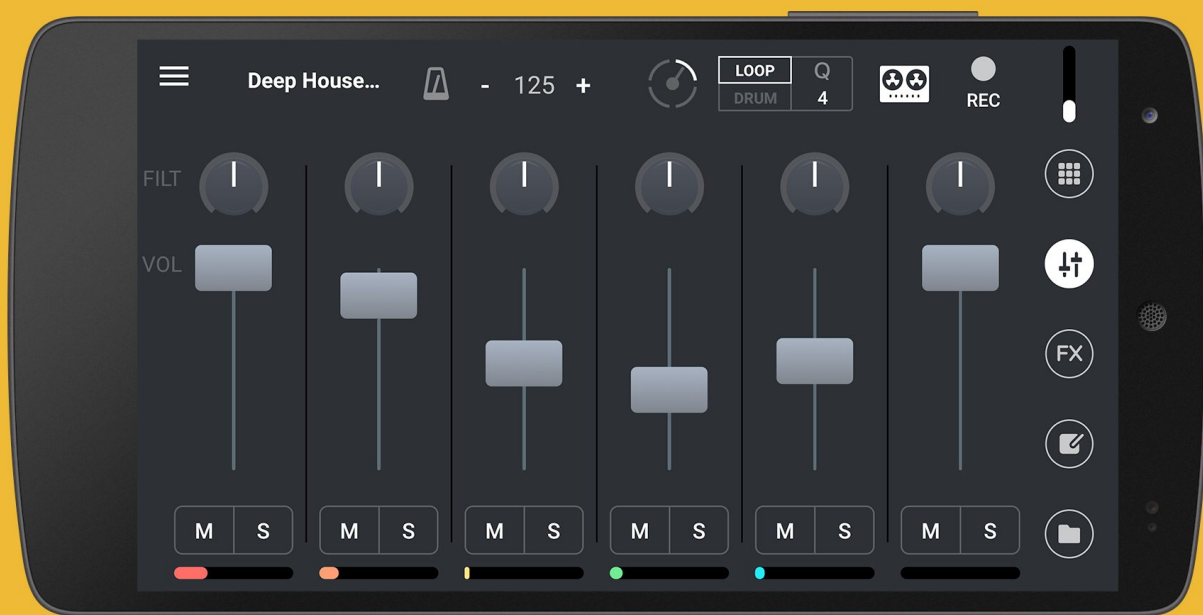 Deep House...
- 125 +
LOOP
Q
DRUM
4
REC
FILT
VOL
FX
M S M S M S M S M S M S